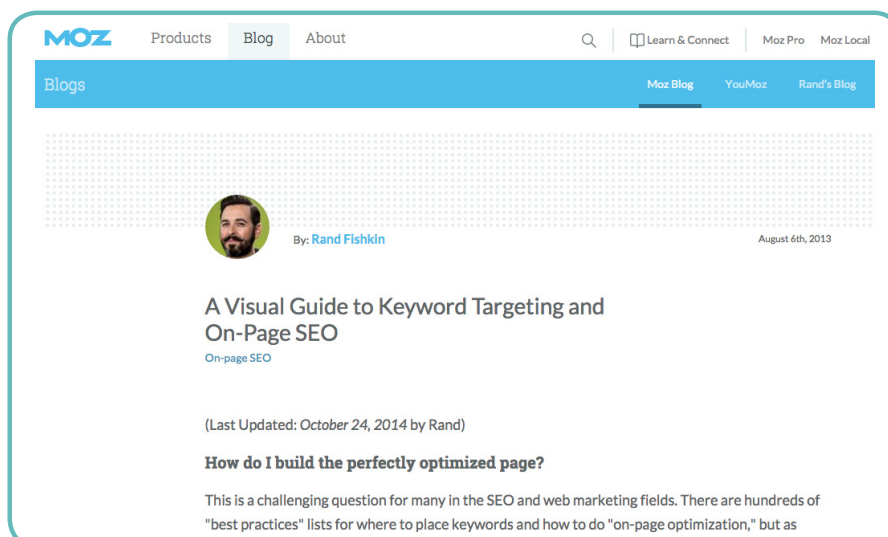 MOZ Products Blog About Learn & Connect Moz Pro Moz Local
Blogs Moz Blog YouMoz Rand's Blog
By: Rand Fishkin August 6th, 2013
A Visual Guide to Keyword Targeting and
On-Page SEO
On-page SEO
(Last Updated: October 24, 2014 by Rand)
How do I build the perfectly optimized page?
This is a challenging question for many in the SEO and web marketing fields. There are hundreds of
"best practices" lists for where to place keywords and how to do "on-page optimization," but as